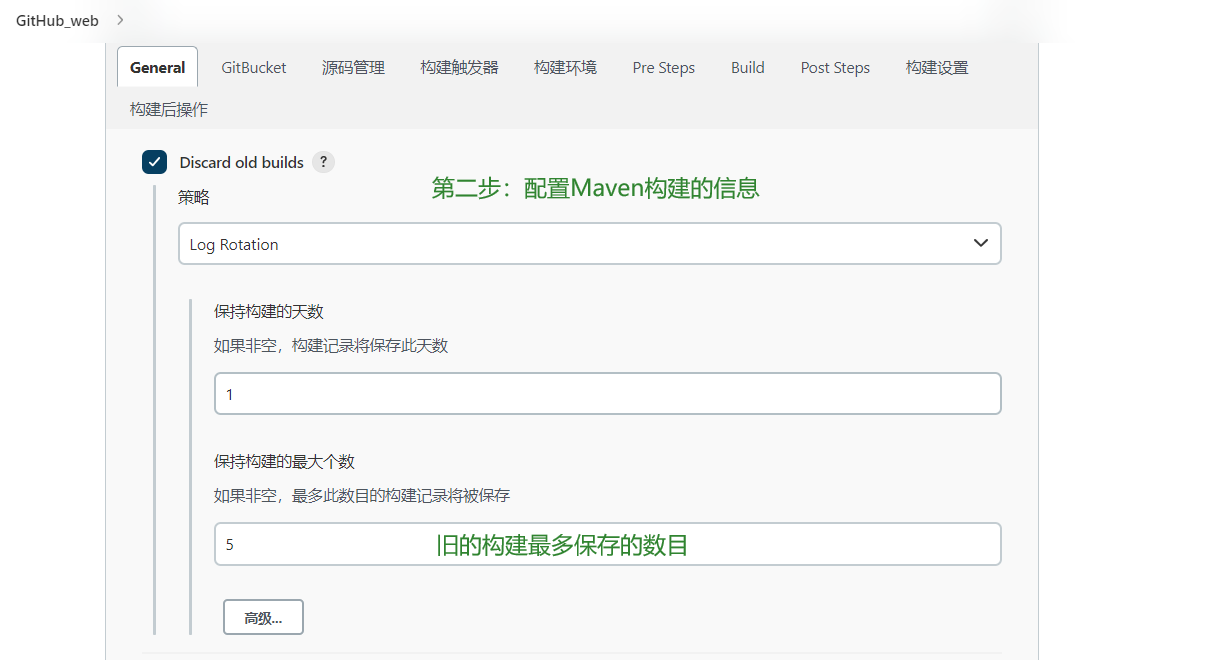 GitHub_web
General GitBucket 源码管理 构建触发器 构建环境 Pre Steps Build Post Steps 构建设置
构建后操作
Discard old builds ?
第二步：配置Maven构建的信息
策略
Log Rotation
保持构建的天数
如果非空，构建记录将保存此天数
1
保持构建的最大个数
如果非空，最多此数目的构建记录将被保存
5 旧的构建最多保存的数目
高级...